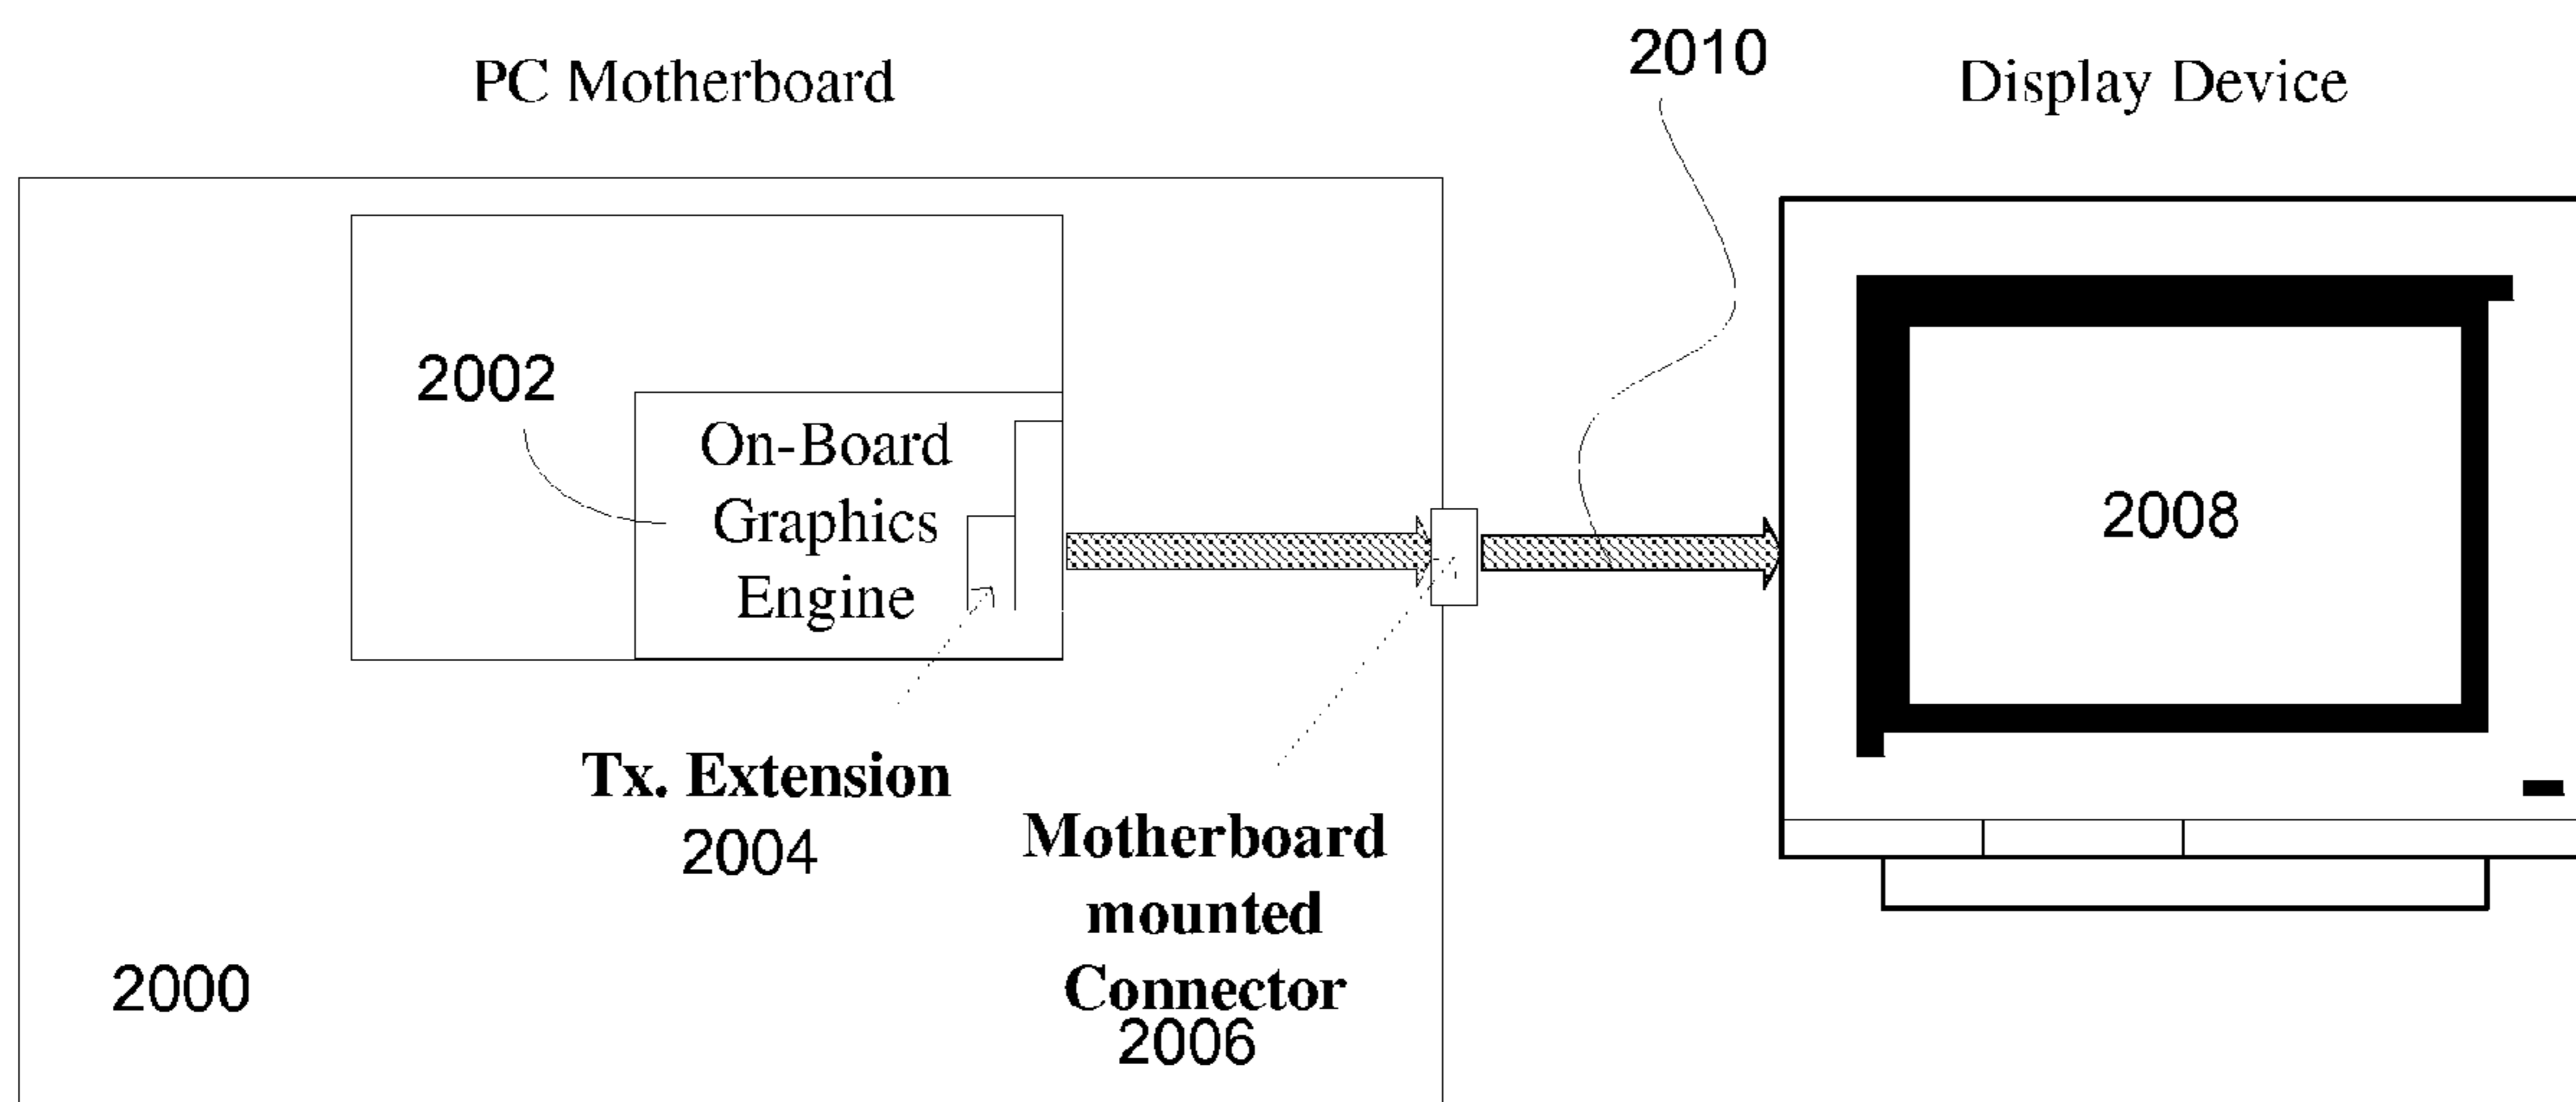 2010
PC Motherboard
Display Device
2002
On-Board
Graphics
Engine
2008
Tx. Extension
2004
Motherboard
mounted
Connector
2006
2000